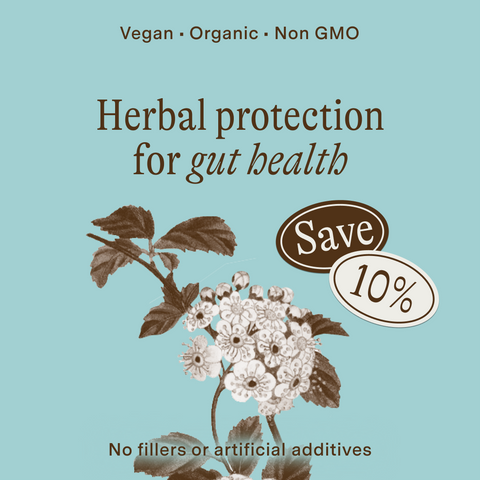 Vegan • Organic • Non GMO
Herbal protection
for gut health
Save
10%
No fillers or artificial additives